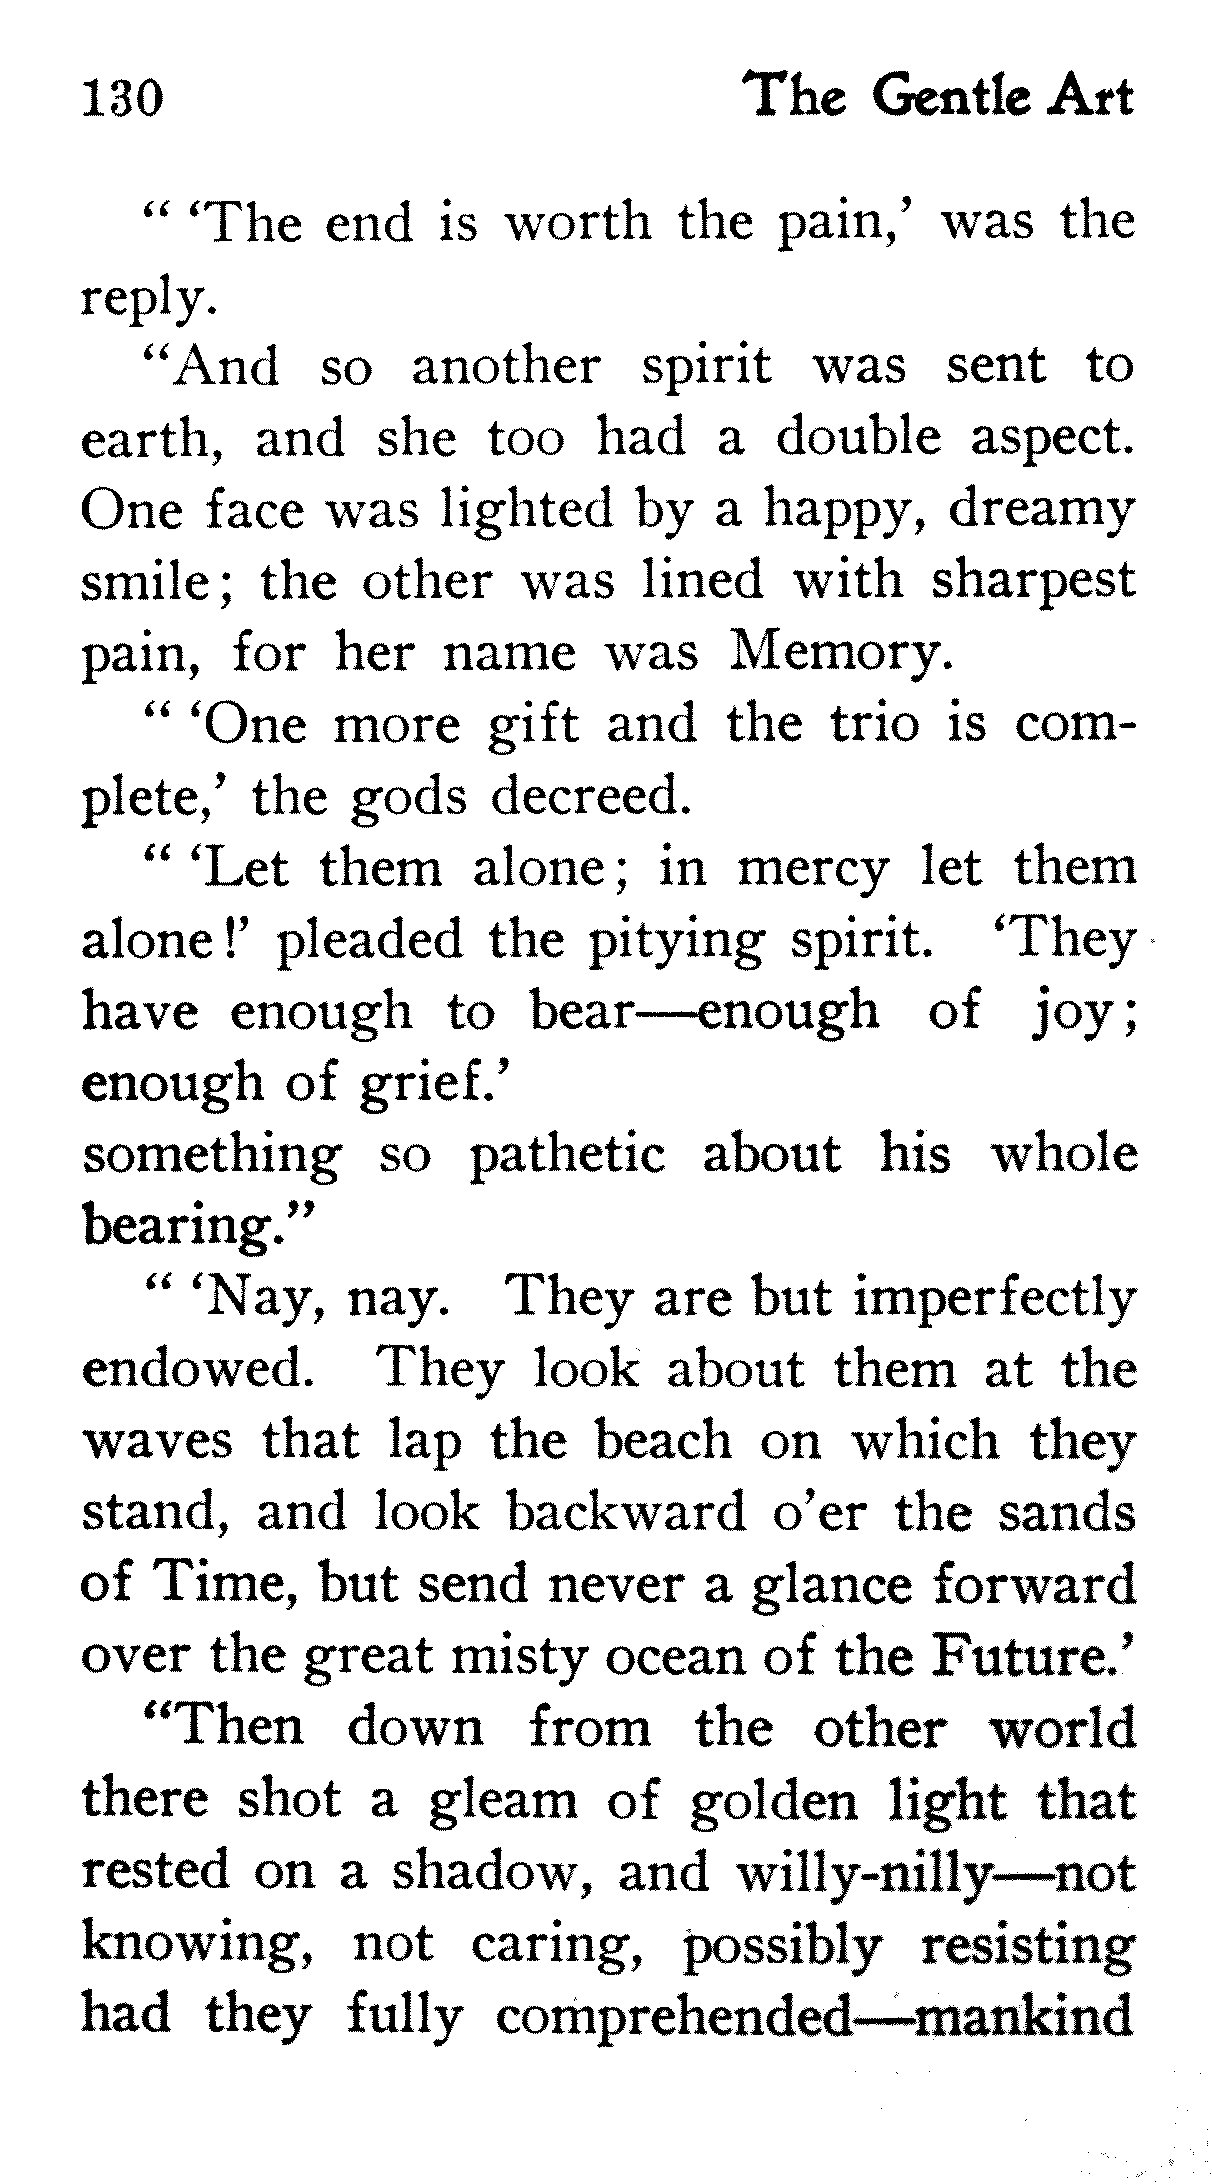 130 The Gentle Art
“ ‘The end is worth the pain,’ was the
reply.
“And so another spirit was sent to
earth, and she too had a double aspect.
One face was lighted by a happy, dreamy
smile; the other was lined with sharpest
pain, for her name was Memory.
“ ‘One more gift and the trio is com-
plete,’ the gods decreed.
“ ‘Let them alone; in mercy let them
alone!’ pleaded the pitying spirit. ‘They
have enough to bear—enough of joy;
enough of grief.’
something so pathetic about his whole
bearing.”
“ ‘Nay, nay. They are but imperfectly
endowed. They look about them at the
waves that lap the beach on which they
stand, and look backward o’er the sands
of Time, but send never a glance forward
over the great misty ocean of the Future.’
“Then down from the other world
there shot a gleam of golden light that
rested on a shadow, and willy-nilly—not
knowing, not caring, possibly resisting
had they fully comprehended—mankind